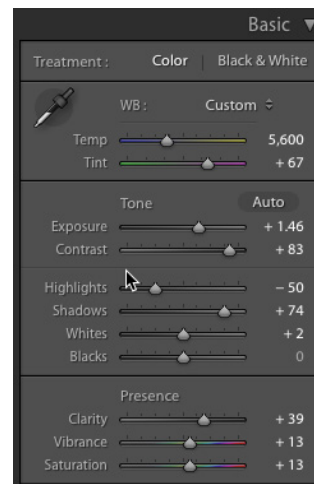 Basic
Treatment : Color | Black & White
WB : Custom
Temp 5,600
Tint + 67
Tone Auto
Exposure + 1.46
Contrast + 83
Highlights − 50
Shadows + 74
Whites + 2
Blacks 0
Presence
Clarity + 39
Vibrance + 13
Saturation + 13